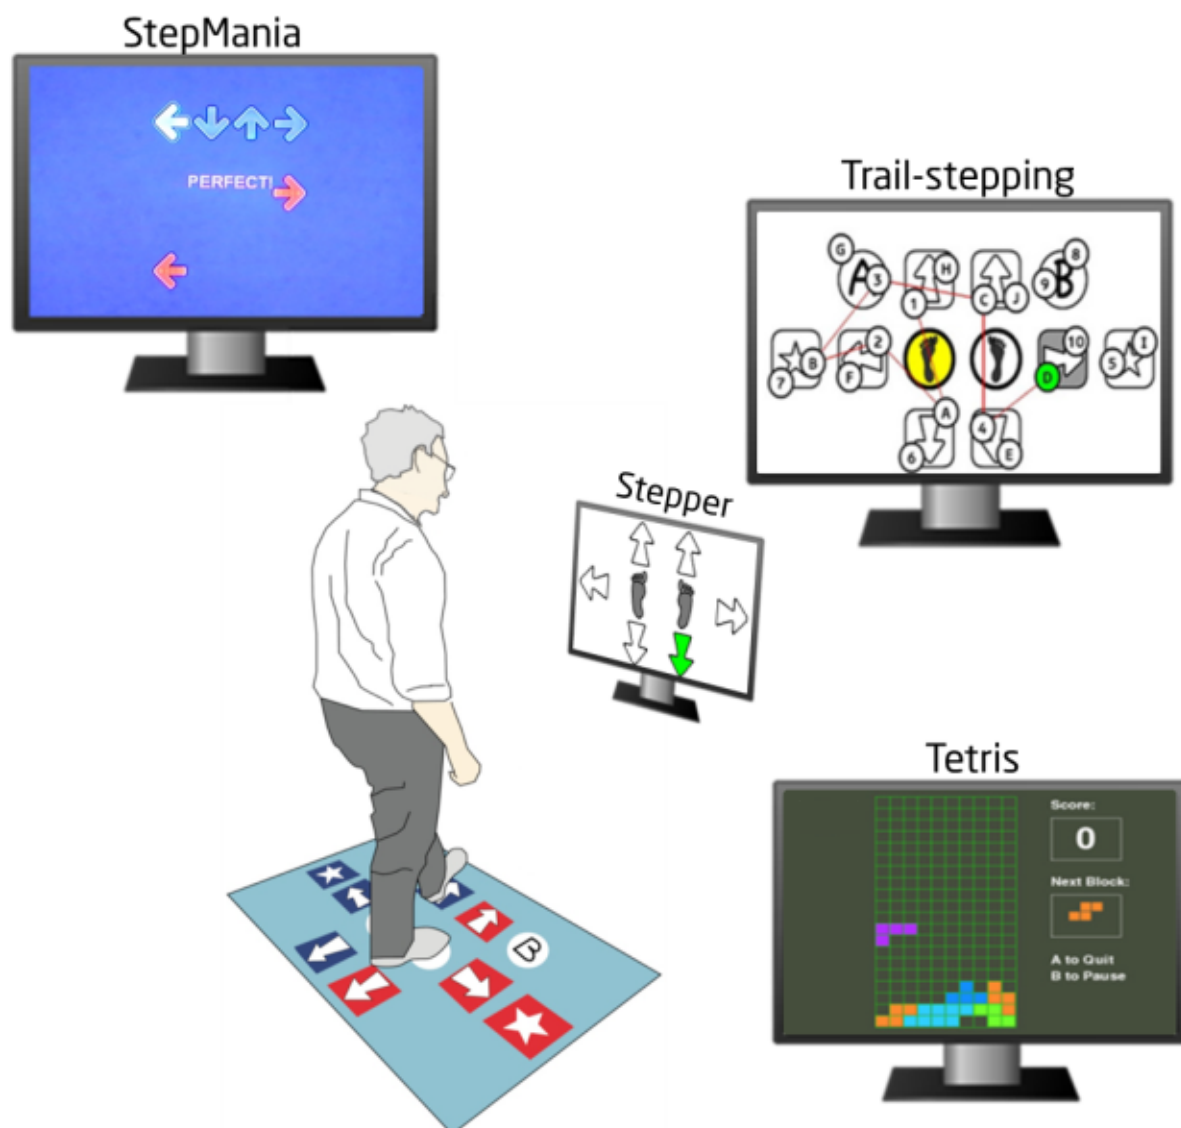 StepMania
PERFECT!
Trail-stepping
G
A
3
H
1
C
J
8
9
B
7
B
F
2
D
10
5
I
6
A
4
E
Stepper
Tetris
Score:
0
Next Block:
A to Quit
B to Pause
B